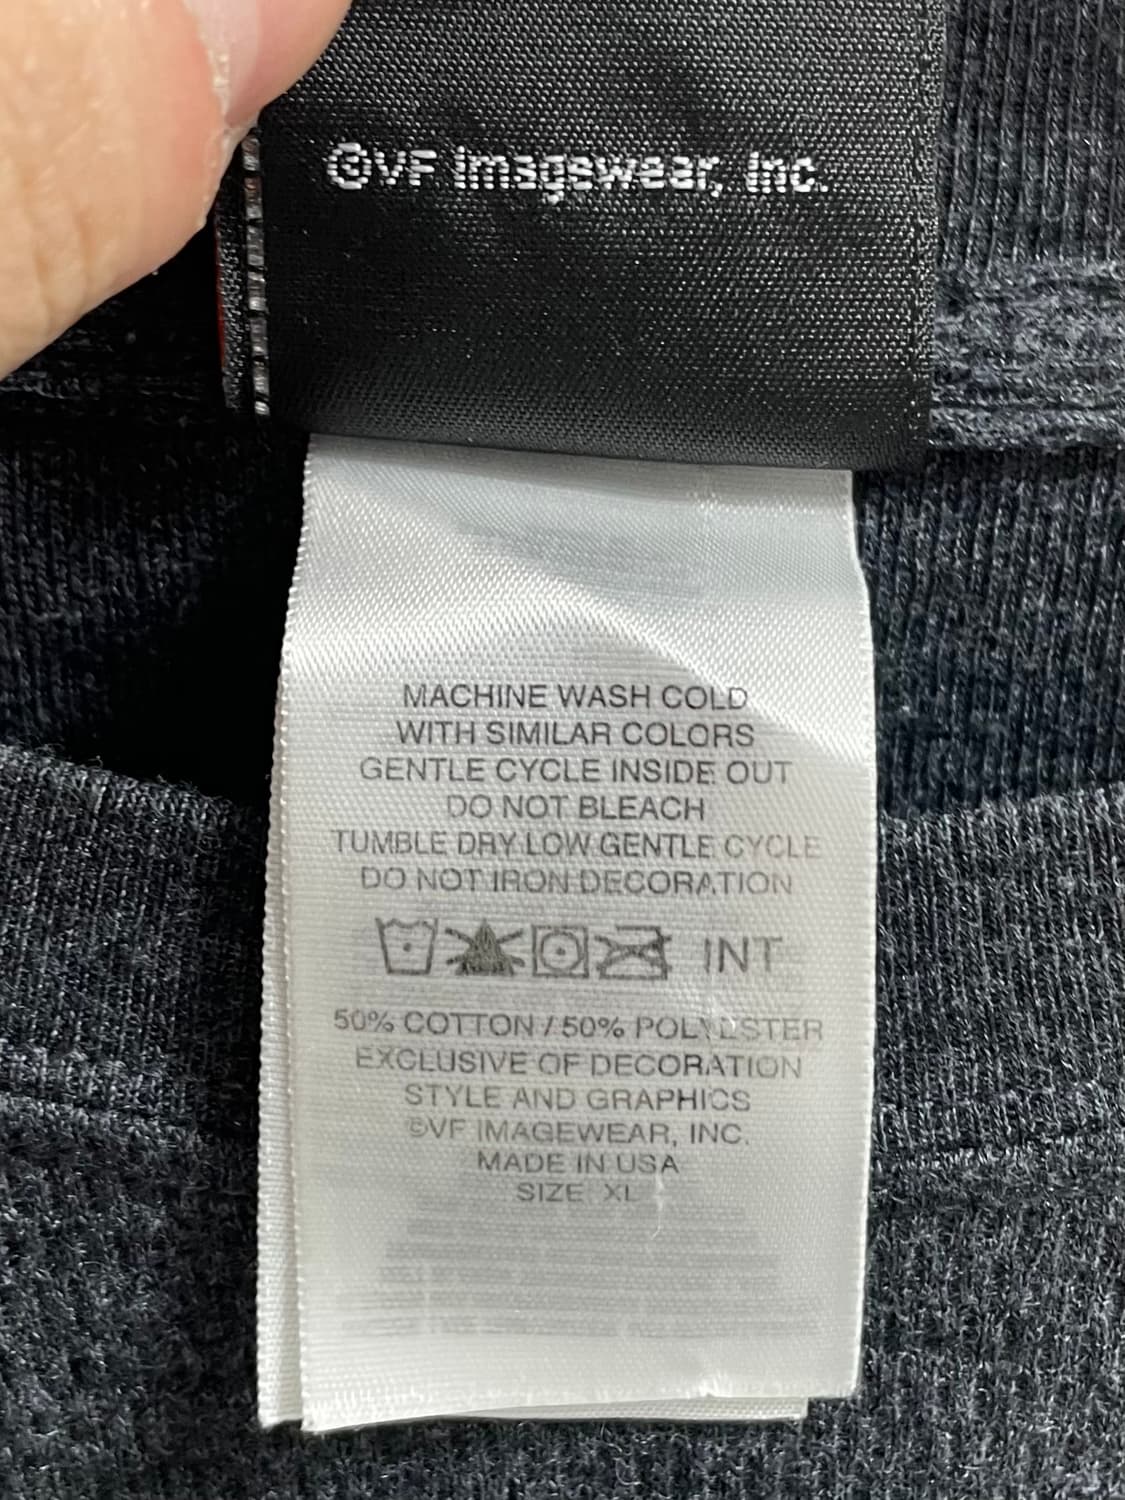 ©VF Imagewear, Inc.
MACHINE WASH COLD
WITH SIMILAR COLORS
GENTLE CYCLE INSIDE OUT
DO NOT BLEACH
TUMBLE DRY LOW GENTLE CYCLE
DO NOT IRON DECORATION
INT
50% COTTON / 50% POLYESTER
EXCLUSIVE OF DECORATION
STYLE AND GRAPHICS
©VF IMAGEWEAR, INC.
MADE IN USA
SIZE XL